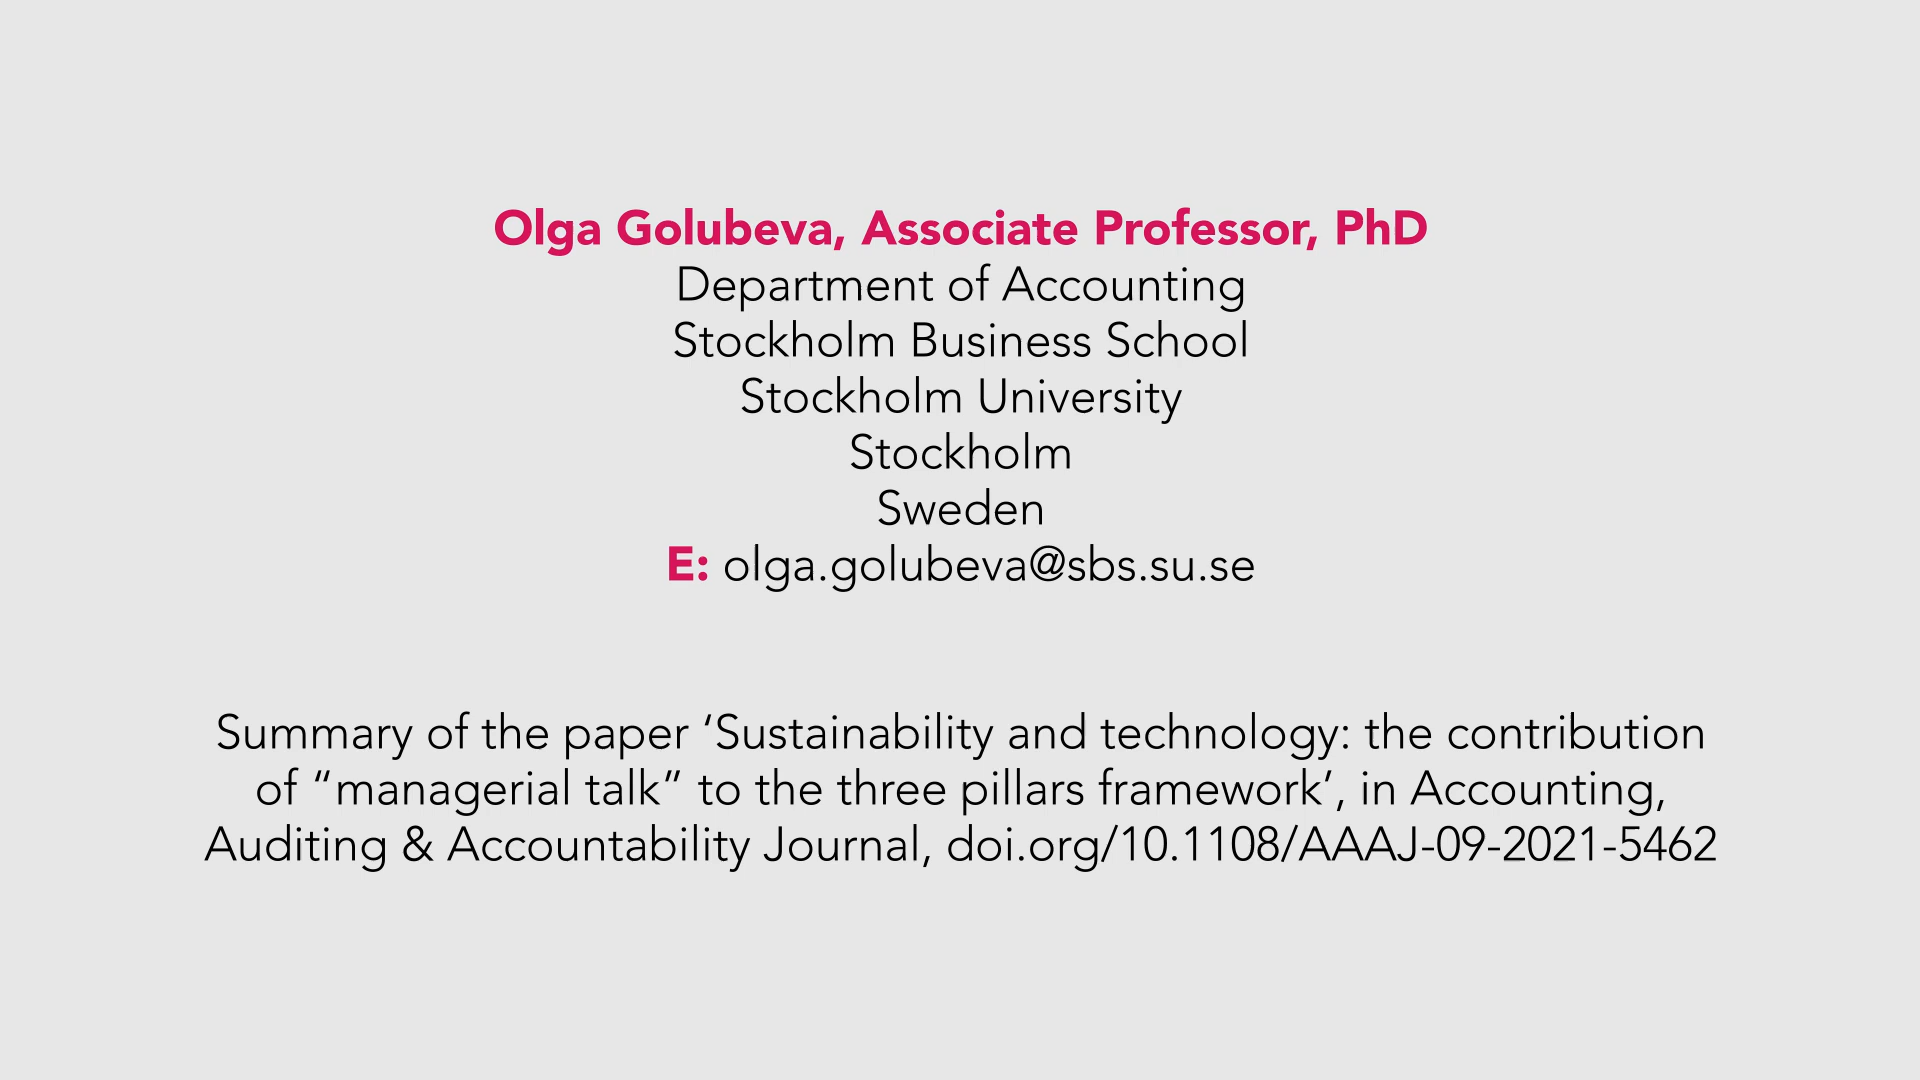 Olga Golubeva, Associate Professor, PhD
Department of Accounting
Stockholm Business School
Stockholm University
Stockholm
Sweden
E: olga.golubeva@sbs.su.se
Summary of the paper ‘Sustainability and technology: the contribution
of “managerial talk” to the three pillars framework’, in Accounting,
Auditing & Accountability Journal, doi.org/10.1108/AAAJ-09-2021-5462